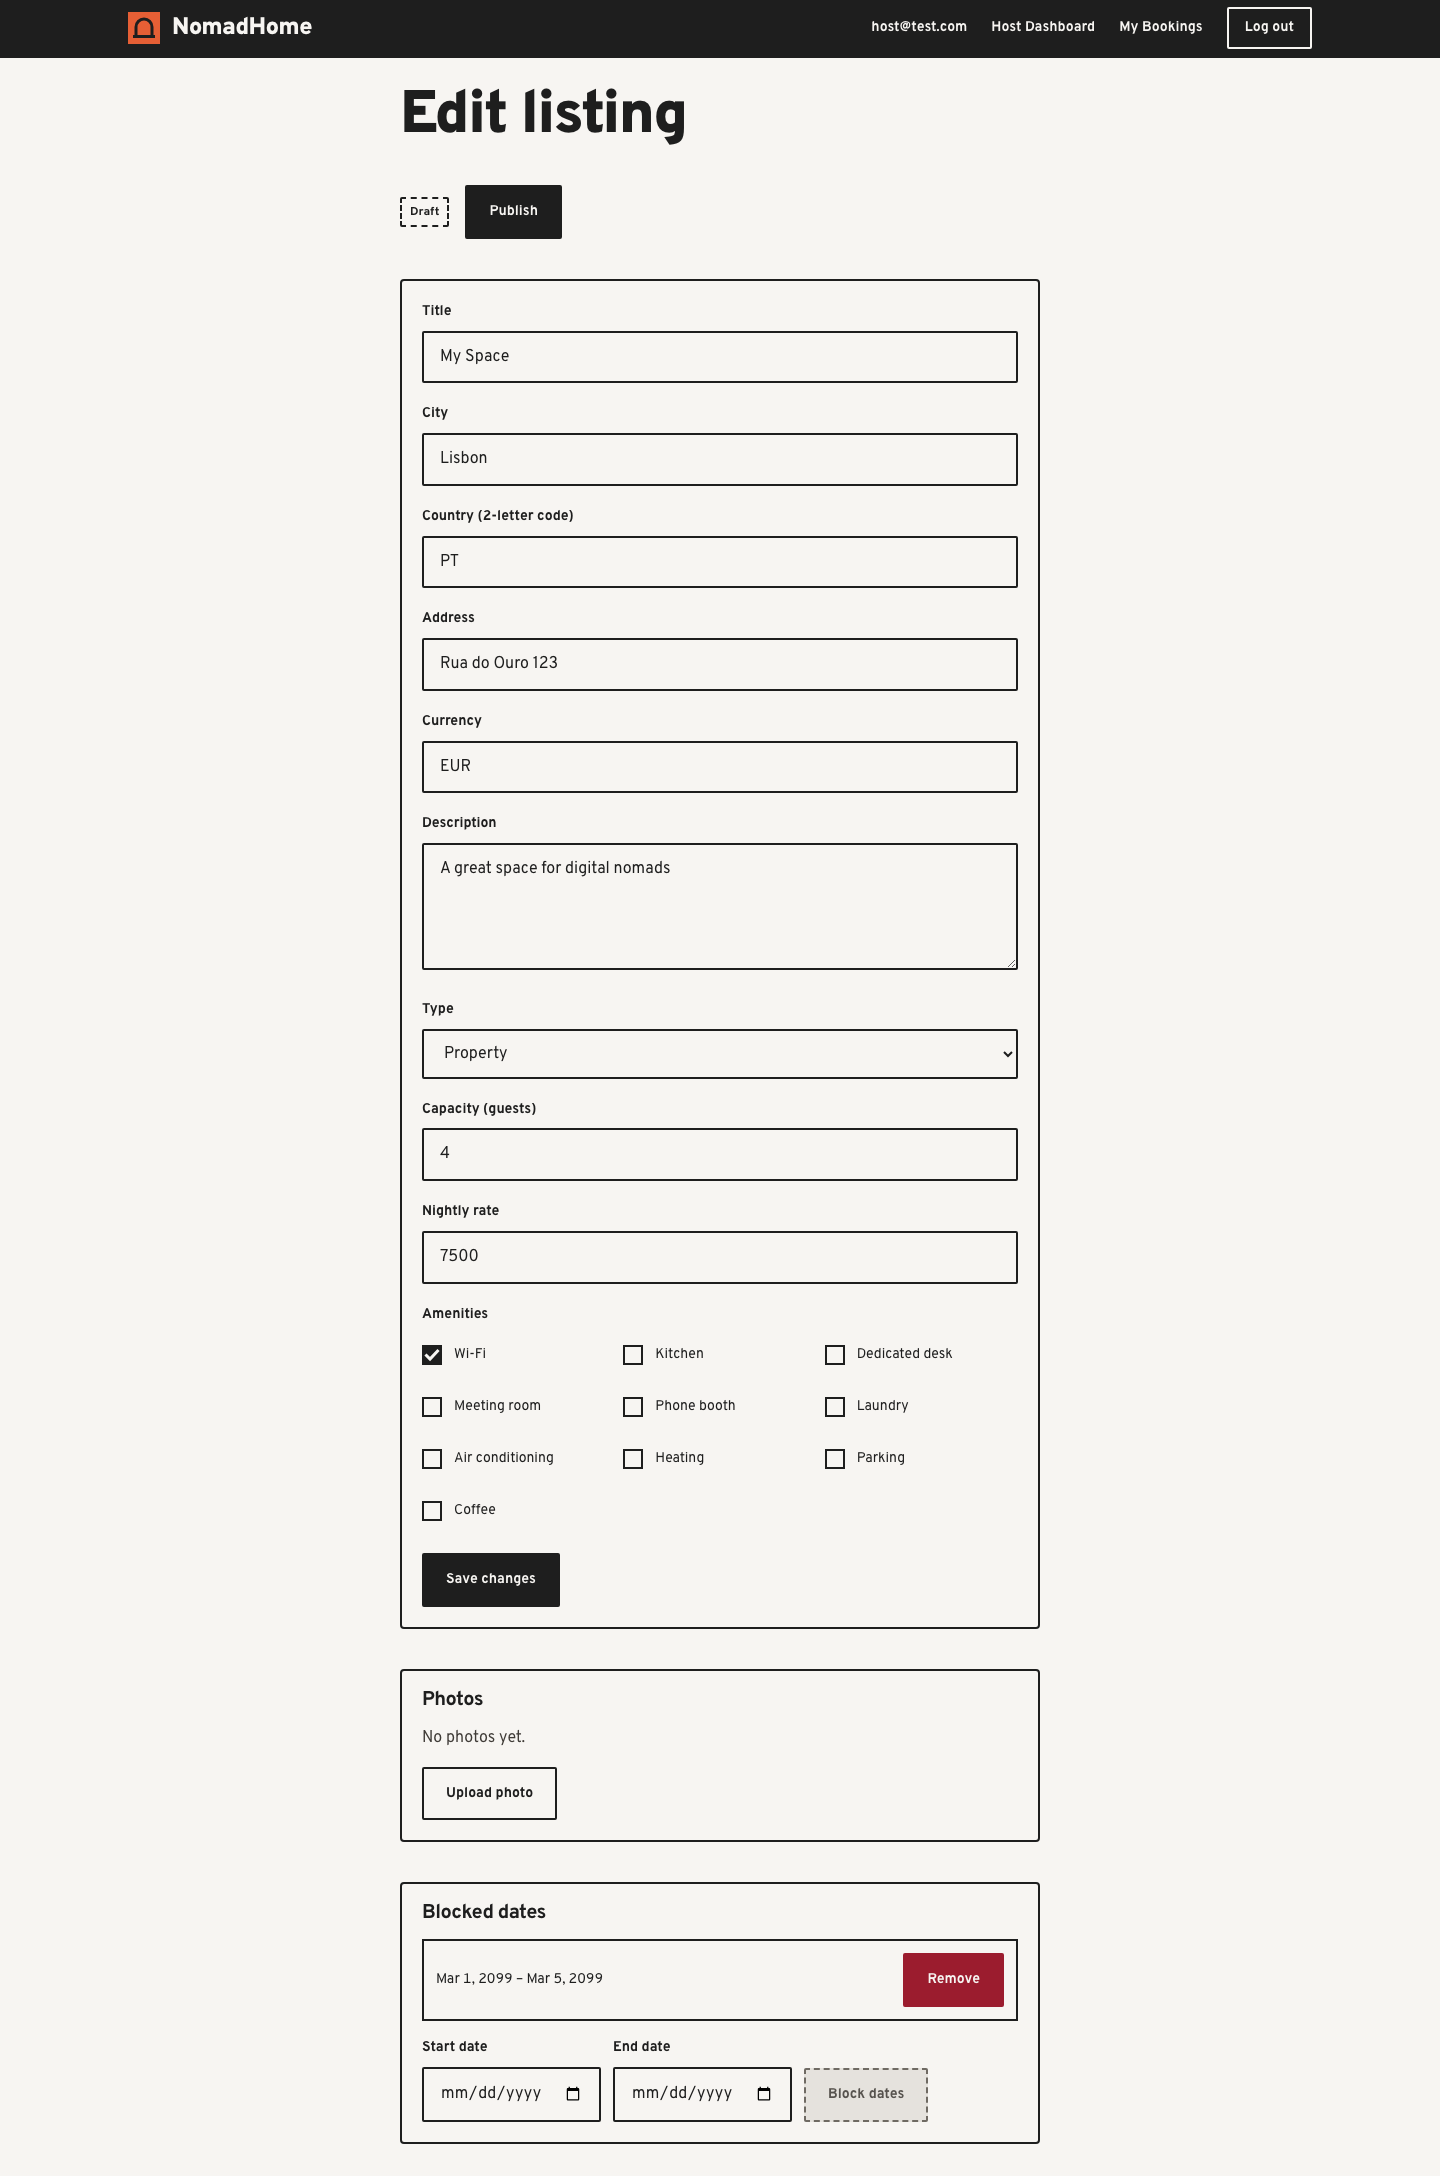 NomadHome
host@test.com Host Dashboard My Bookings Log out
Edit listing
Draft Publish
Title
My Space
City
Lisbon
Country (2-letter code)
PT
Address
Rua do Ouro 123
Currency
EUR
Description
A great space for digital nomads
Type
Property
Capacity (guests)
4
Nightly rate
7500
Amenities
Wi-Fi Kitchen Dedicated desk
Meeting room Phone booth Laundry
Air conditioning Heating Parking
Coffee
Save changes
Photos
No photos yet.
Upload photo
Blocked dates
Mar 1, 2099 – Mar 5, 2099 Remove
Start date End date
mm/dd/yyyy mm/dd/yyyy Block dates